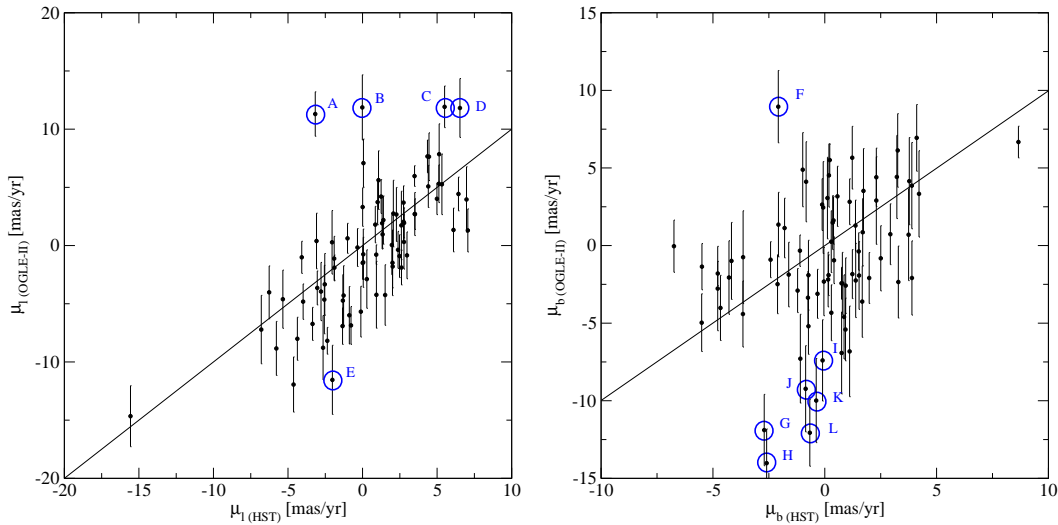 20
10
0
-10
-20
-20
-15
-10
-5
0
5
10
μl (OGLE-II) [mas/yr]
μl (HST) [mas/yr]
A
B
C
D
E
15
10
5
0
-5
-10
-15
-10
-5
0
5
10
μb (OGLE-II) [mas/yr]
μb (HST) [mas/yr]
F
I
J
K
G
L
H